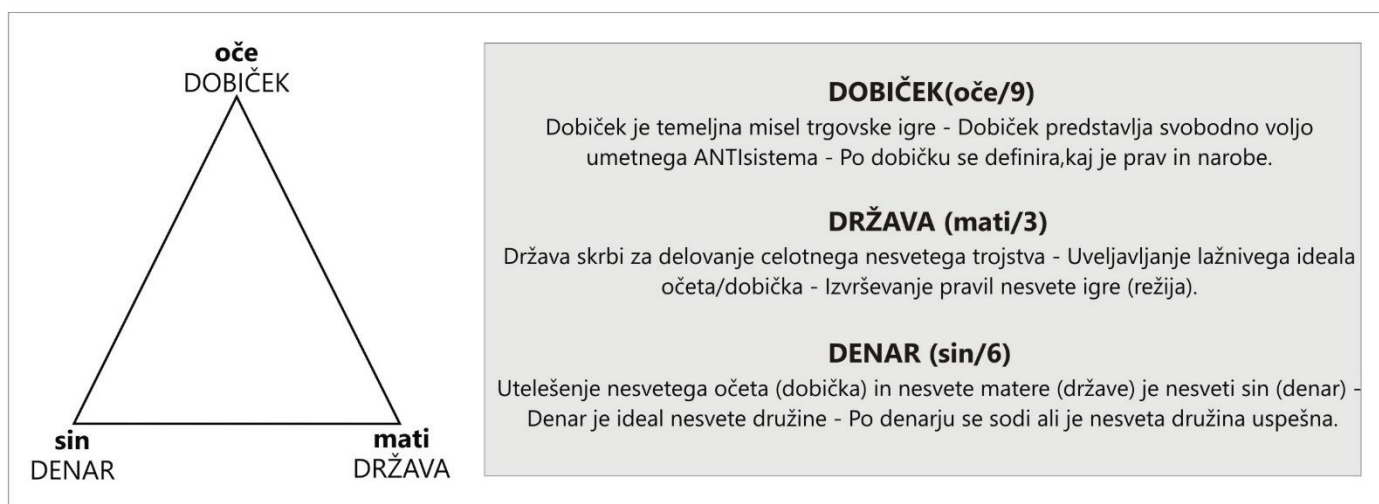 oče
DOBIČEK
sin
DENAR
mati
DRŽAVA
DOBIČEK(oče/9)
Dobiček je temeljna misel trgovske igre - Dobiček predstavlja svobodno voljo
umetnega ANTIsistema - Po dobičku se definira,kaj je prav in narobe.
DRŽAVA (mati/3)
Država skrbi za delovanje celotnega nesvetega trojstva - Uveljavljanje lažnivega ideala
očeta/dobička - Izvrševanje pravil nesvete igre (režija).
DENAR (sin/6)
Utelešenje nesvetega očeta (dobička) in nesvete matere (države) je nesveti sin (denar) -
Denar je ideal nesvete družine - Po denarju se sodi ali je nesveta družina uspešna.